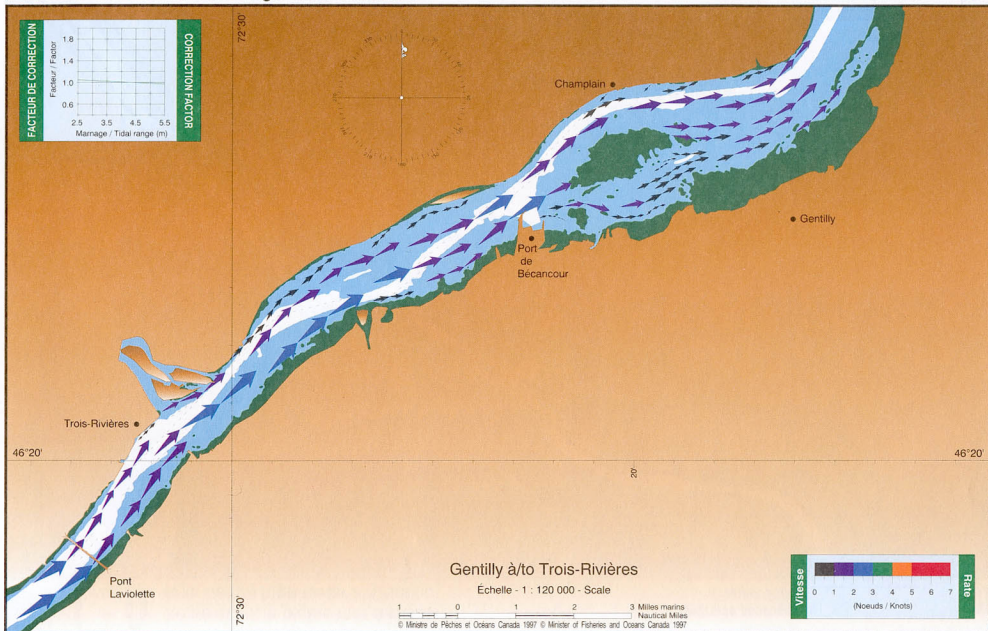 FACTEUR DE CORRECTION
Facteur / Factor
1.8
1.4
1.0
0.6
2.5
3.5
4.5
5.5
Marnage / Tidal range (m)
CORRECTION FACTOR
72°30'
Champlain
Gentilly
Port
de
Bécancour
Trois-Rivières
46°20'
46°20'
20'
Pont
Laviolette
72°30'
Gentilly à/to Trois-Rivières
Échelle - 1 : 120 000 - Scale
1 0 1 2 3 Milles marins
Nautical Miles
© Ministre de Pêches et Océans Canada 1997 © Minister of Fisheries and Oceans Canada 1997
Vitesse
0 1 2 3 4 5 6 7
(Noeuds / Knots)
Rate